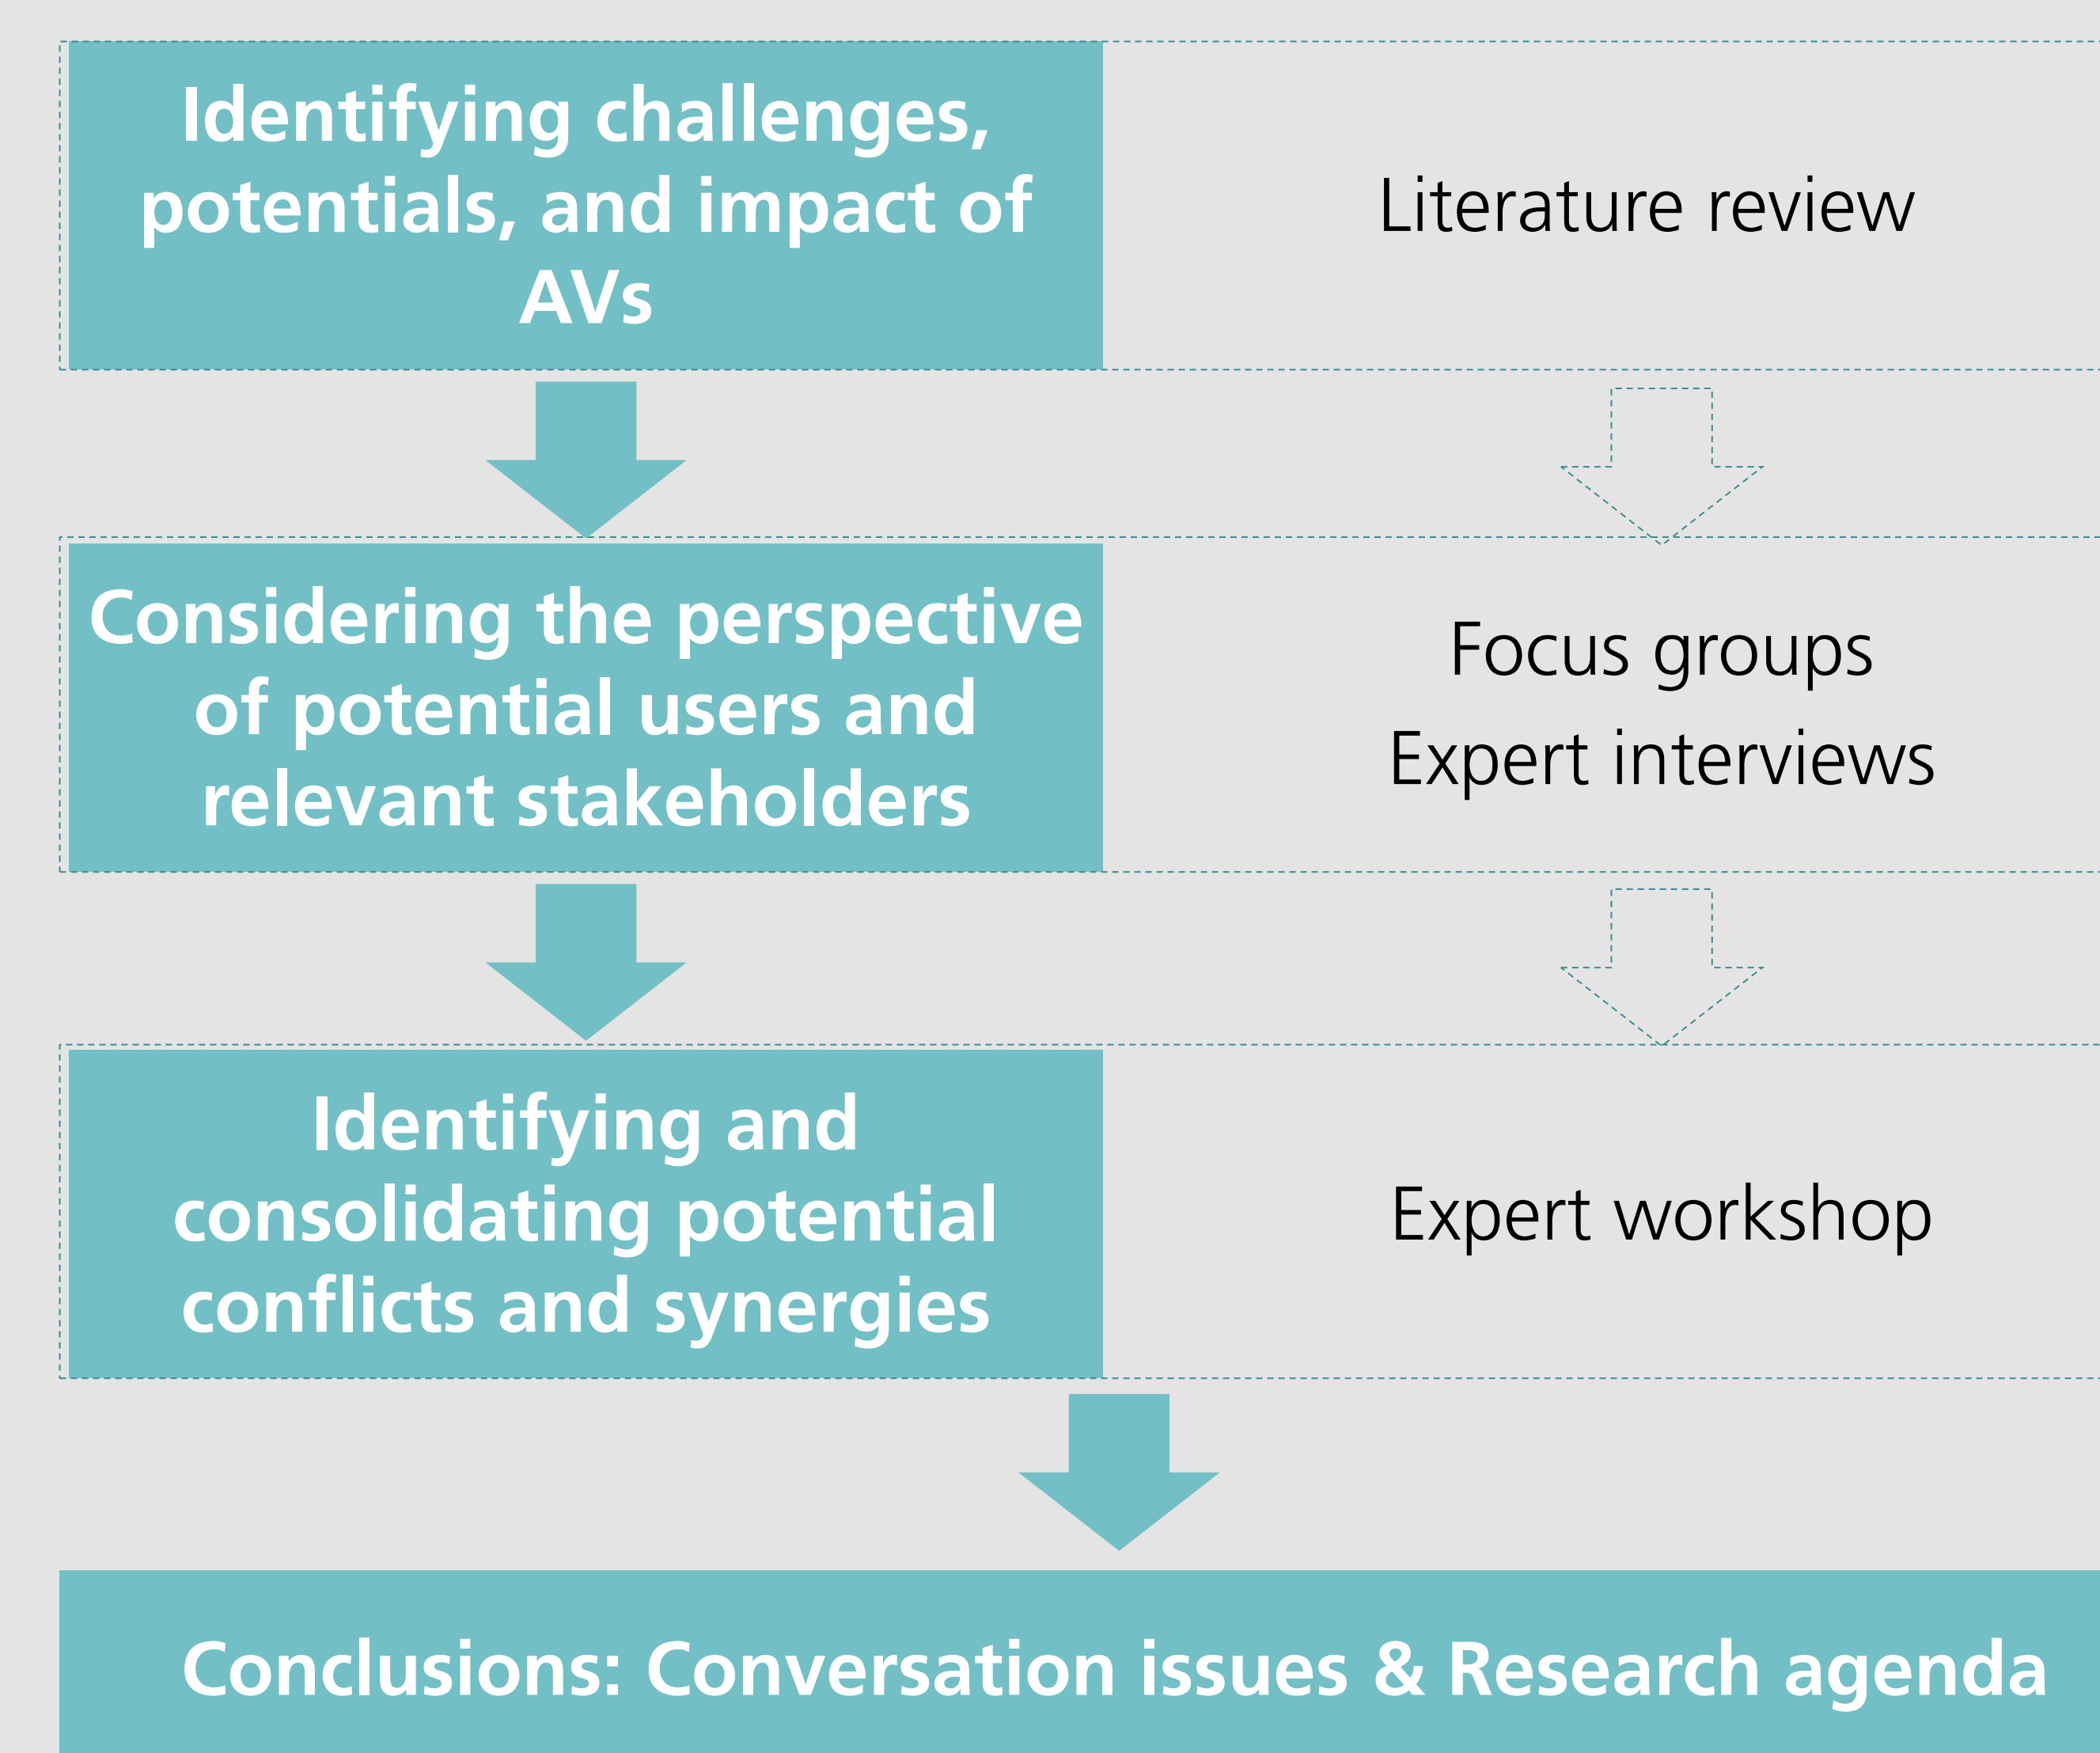 Identifying challenges,
potentials, and impact of
AVs
Literature review
Considering the perspective
of potential users and
relevant stakeholders
Focus groups
Expert interviews
Identifying and
consolidating potential
conflicts and synergies
Expert workshop
Conclusions: Conversation issues & Research agenda